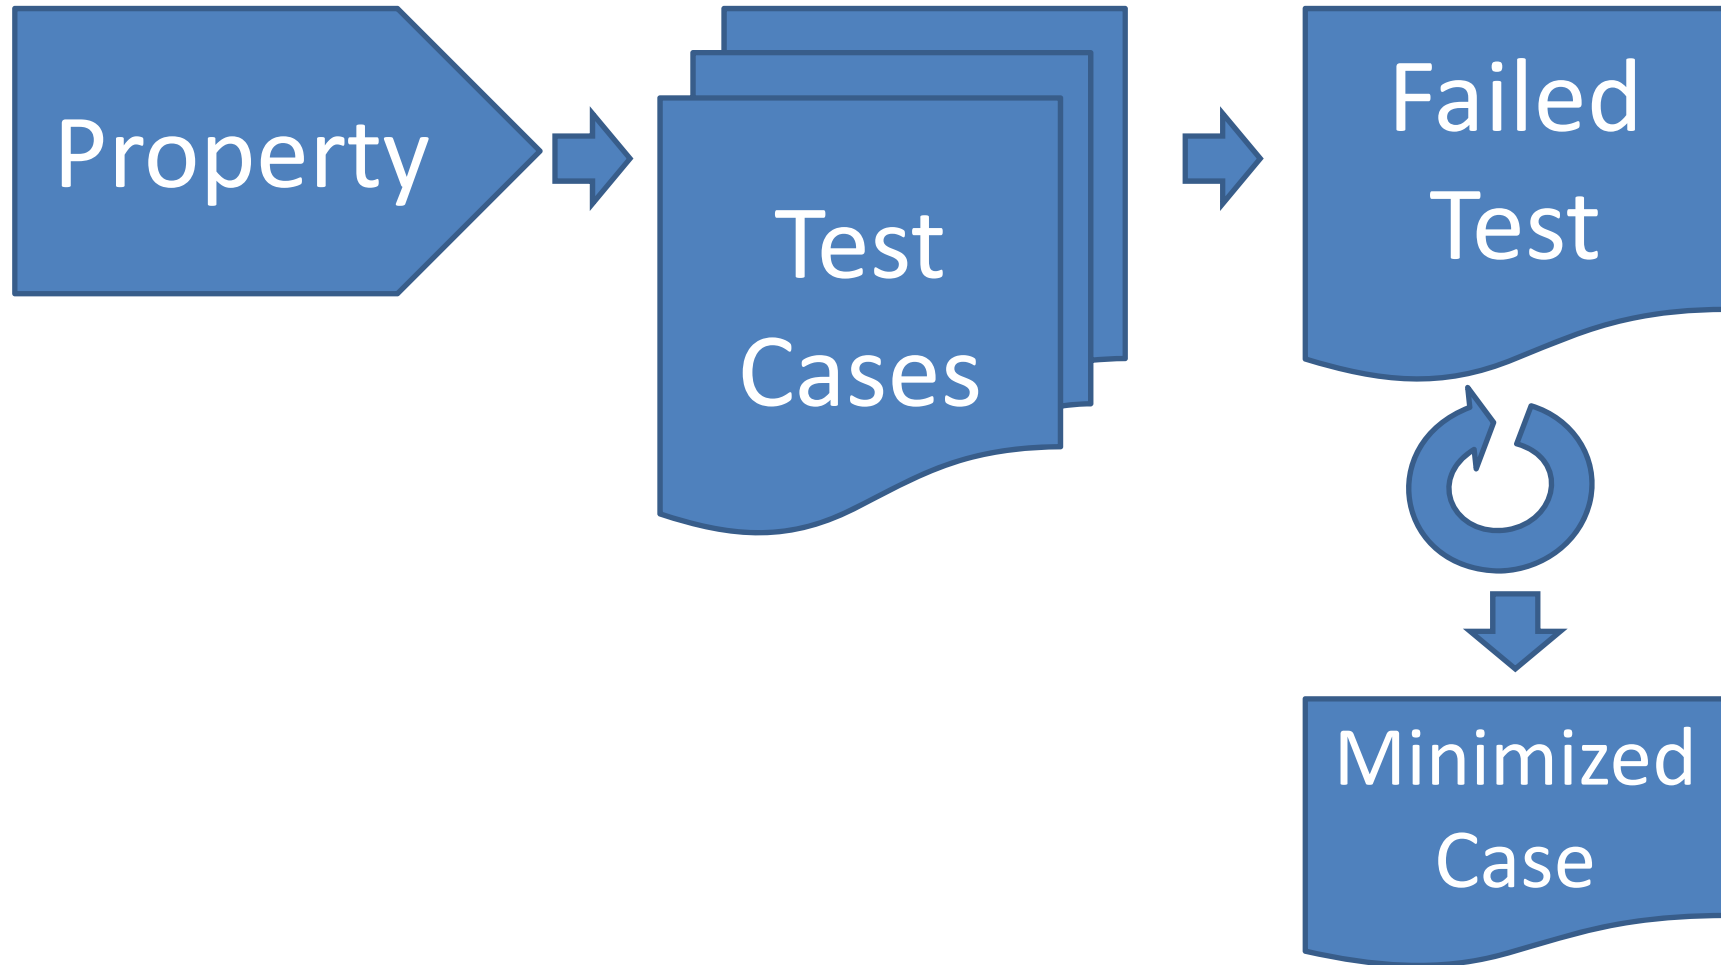 Property
Test
Cases
Failed
Test
Minimized
Case